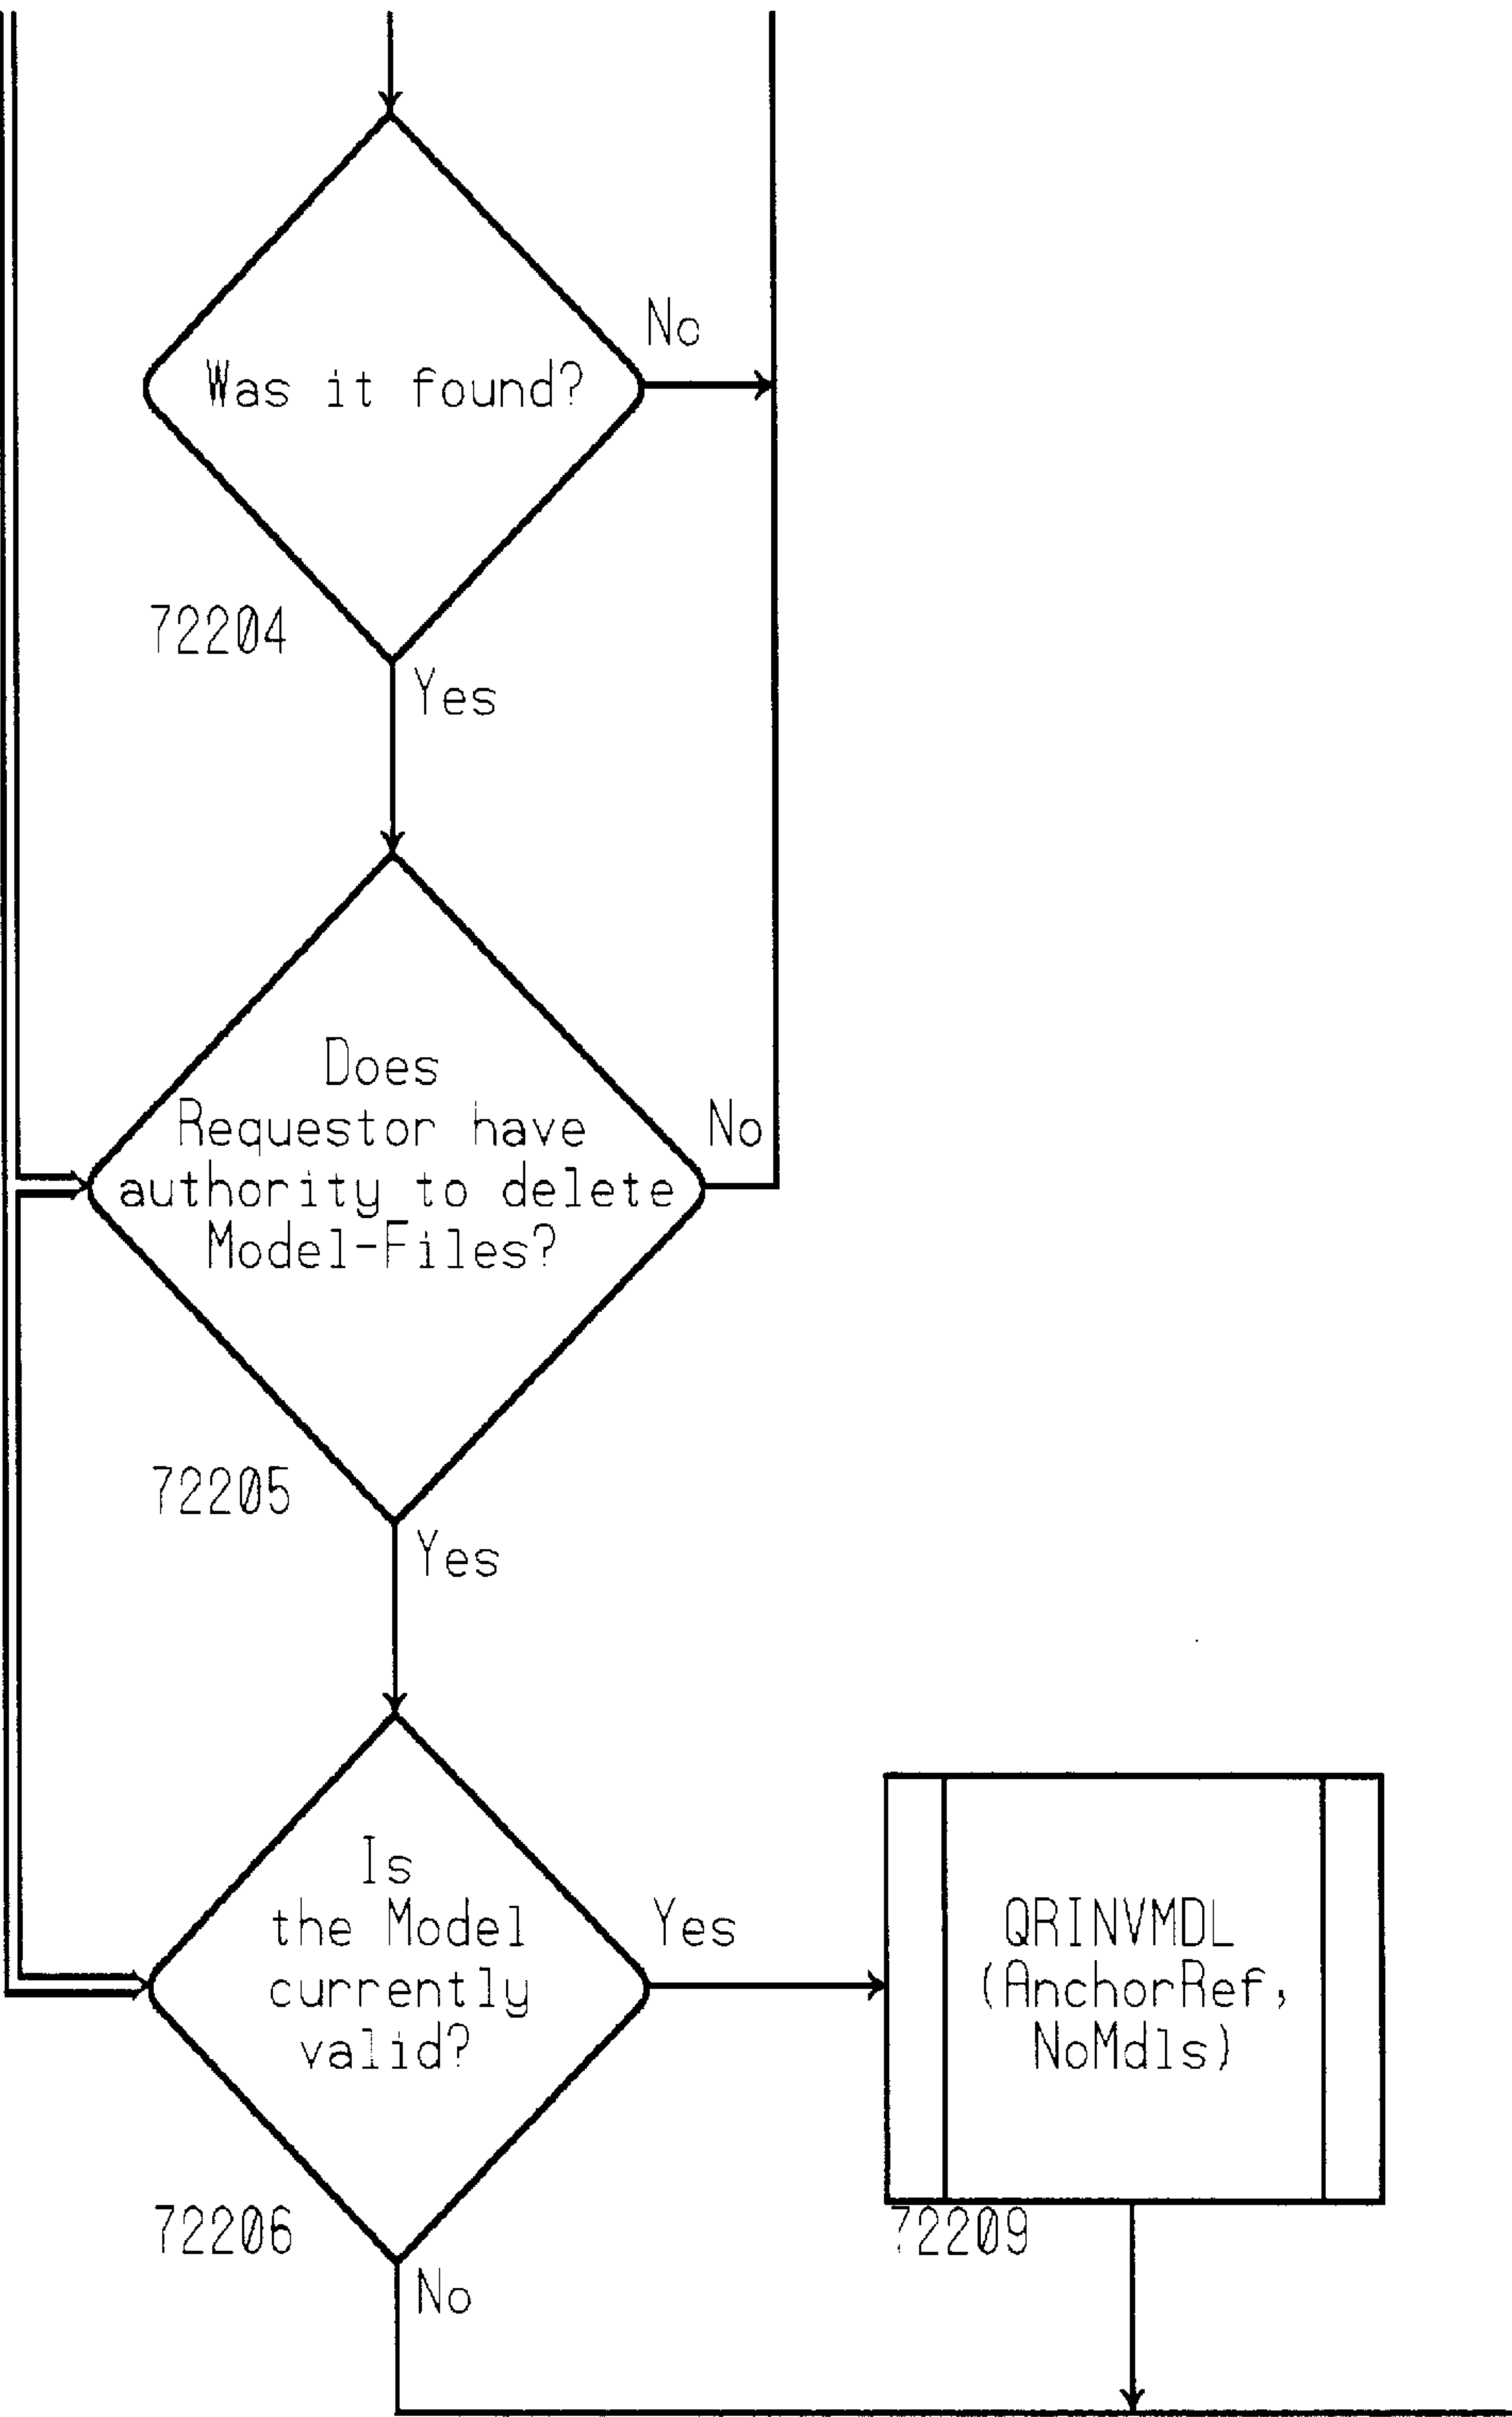 No
Was it found?
72204
Yes
Does
Requestor have
authority to delete
Model-Files?
No
72205
Yes
Is
the Model
currently
valid?
Yes
QRINVMDL
(AnchorRef,
NoMdls)
72206
72209
No